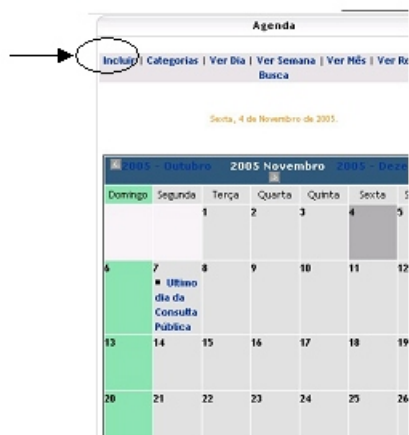 Agenda
Incluir | Categorias | Ver Dia | Ver Semana | Ver Mês | Ver Ro
Busca
Sexta, 4 de Novembro de 2005.
2005 - Outubro 2005 Novembro 2005 - Deze
Domingo Segunda Terça Quarta Quinta Sexta S
1 2 3 4 5
6 7 8 9 10 11 12
Ultimo
dia da
Consulta
Pública
13 14 15 16 17 18 19
20 21 22 23 24 25 26